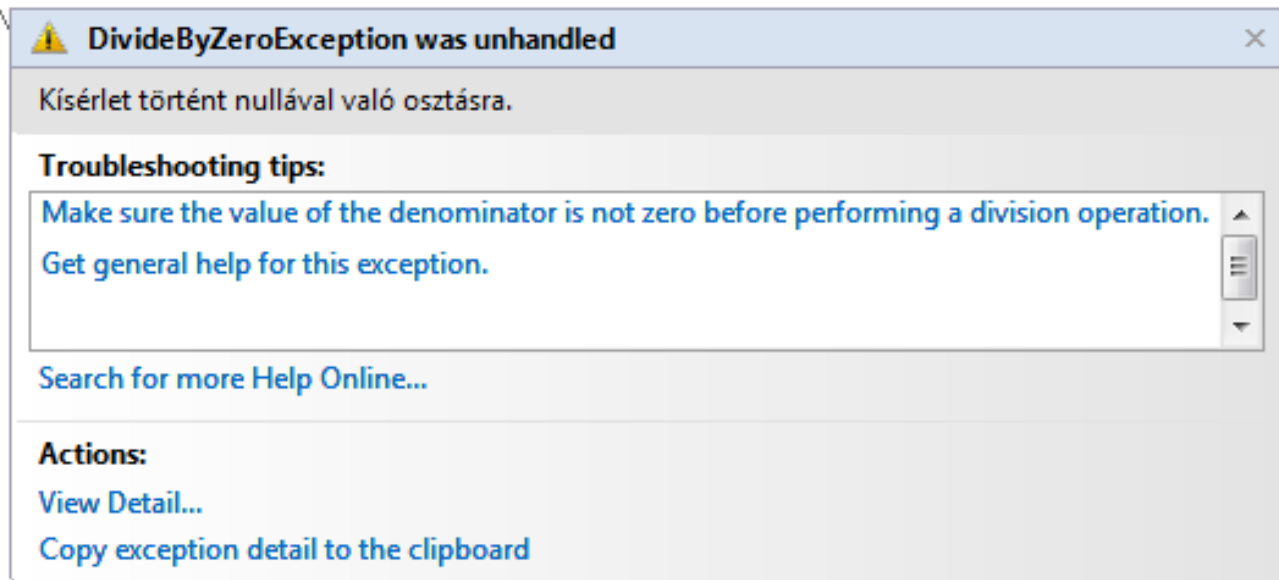 DivideByZeroException was unhandled
Kísérlet történt nullával való osztásra.
Troubleshooting tips:
Make sure the value of the denominator is not zero before performing a division operation.
Get general help for this exception.
Search for more Help Online...
Actions:
View Detail...
Copy exception detail to the clipboard